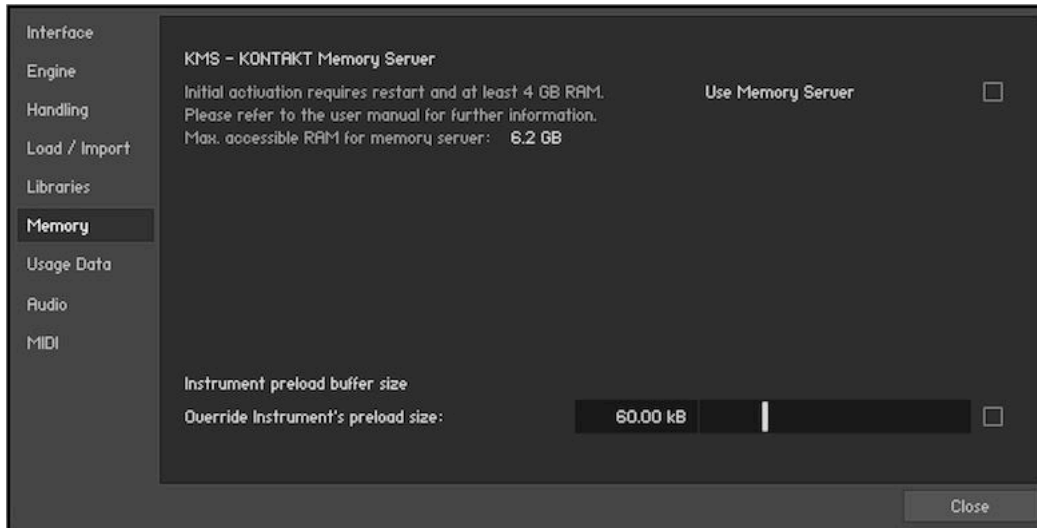 Interface
Engine
Handling
Load / Import
Libraries
Memory
Usage Data
Audio
MIDI
KMS - KONTAKT Memory Server
Initial activation requires restart and at least 4 GB RAM.
Please refer to the user manual for further information.
Max. accessible RAM for memory server: 6.2 GB
Use Memory Server
Instrument preload buffer size
Override Instrument's preload size: 60.00 kB
Close